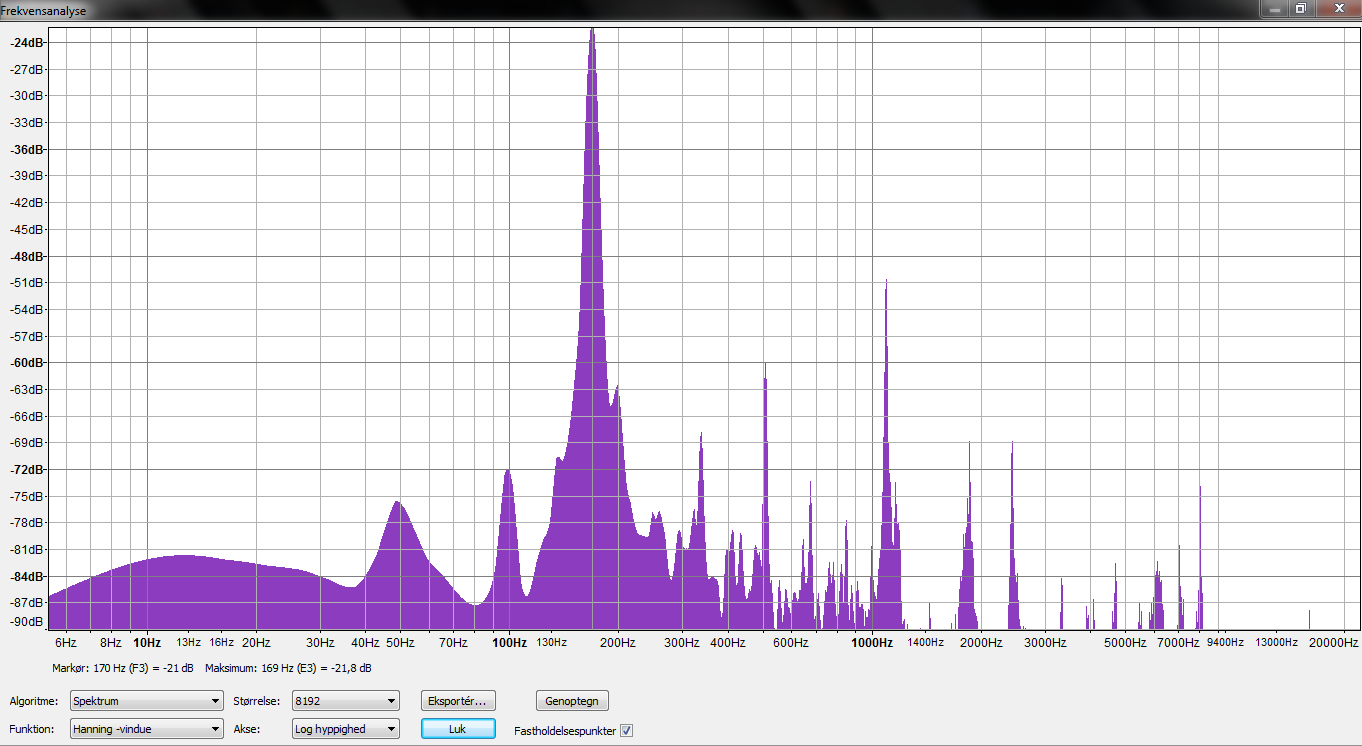 Frekvensanalyse
-24dB
-27dB
-30dB
-33dB
-36dB
-39dB
-42dB
-45dB
-48dB
-51dB
-54dB
-57dB
-60dB
-63dB
-66dB
-69dB
-72dB
-75dB
-78dB
-81dB
-84dB
-87dB
-90dB
6Hz 8Hz 10Hz 13Hz 16Hz 20Hz 30Hz 40Hz 50Hz 70Hz 100Hz 130Hz 200Hz 300Hz 400Hz 600Hz 1000Hz 1400Hz 2000Hz 3000Hz 5000Hz 7000Hz 9400Hz 13000Hz 20000Hz
Markør: 170 Hz (F3) = -21 dB Maksimum: 169 Hz (E3) = -21,8 dB
Algoritme: Spektrum Størrelse: 8192 Eksportér... Genoptegn
Funktion: Hanning -vindue Akse: Log hyppighed Luk Fastholdelsespunkter